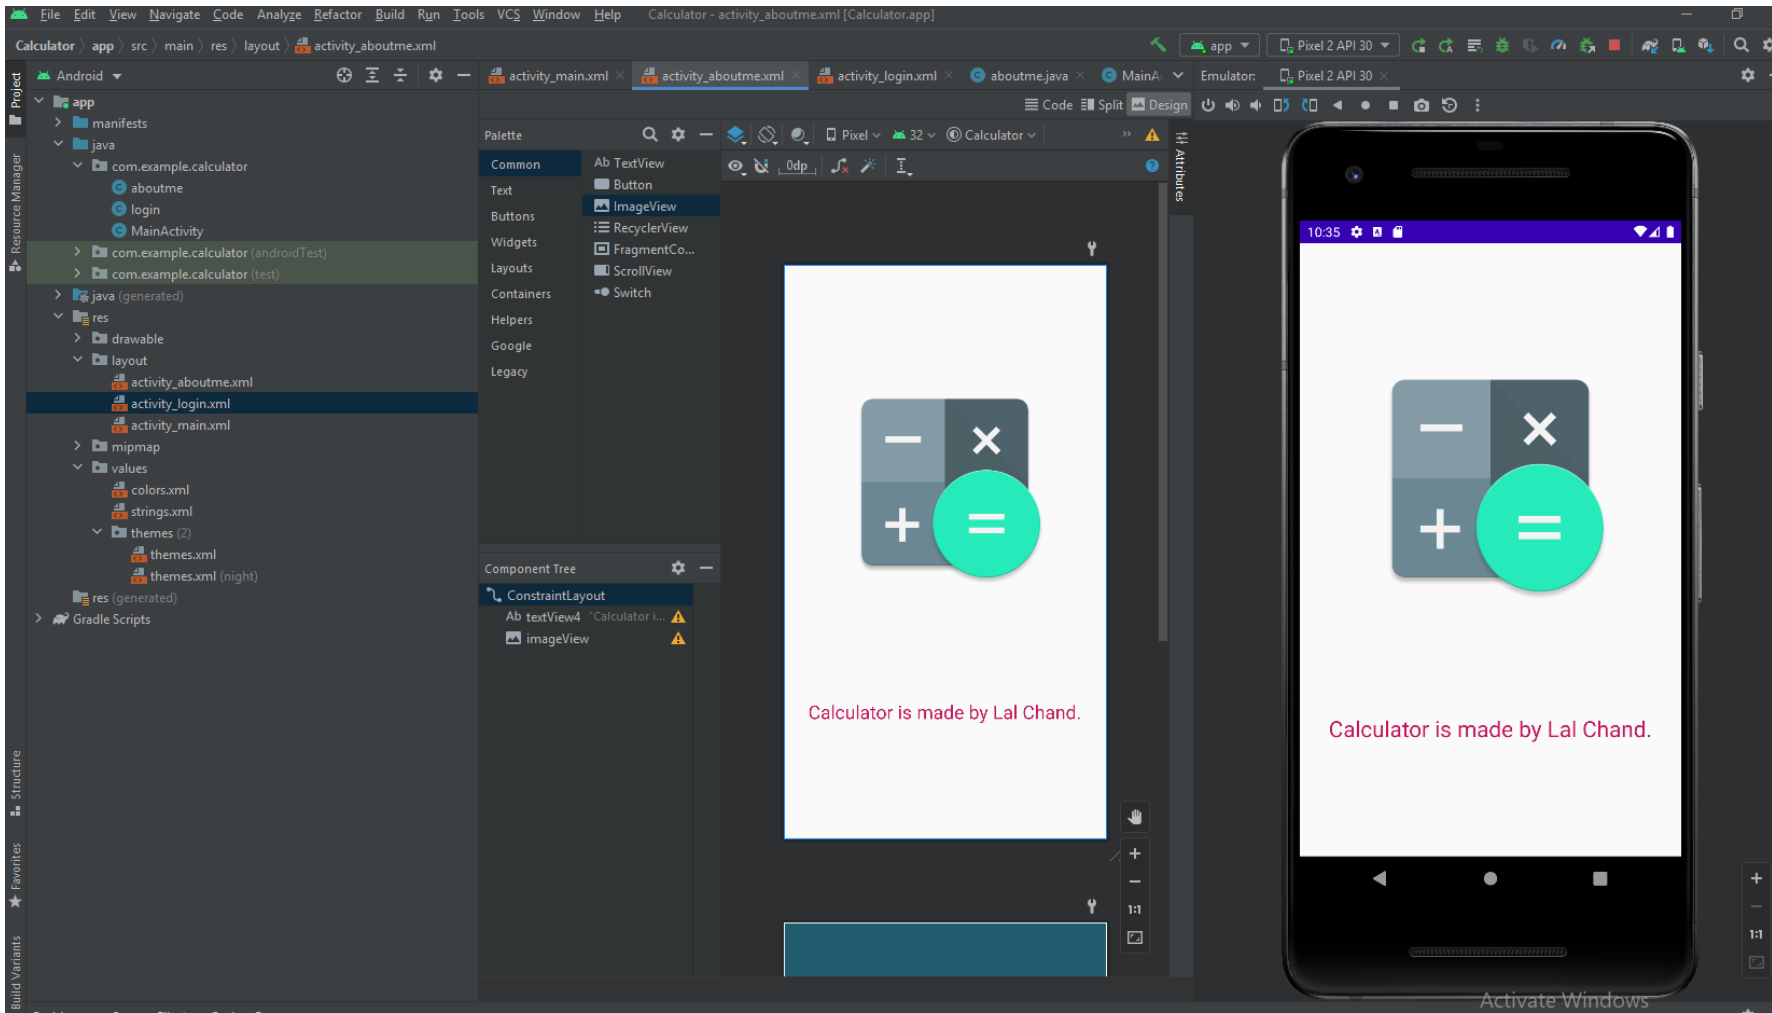 File Edit View Navigate Code Analyze Refactor Build Run Tools VCS Window Help Calculator - activity_aboutme.xml [Calculator.app]
Calculator app src main res layout activity_aboutme.xml
app Pixel 2 API 30
Android
activity_main.xml activity_aboutme.xml activity_login.xml aboutme.java MainA
Emulator: Pixel 2 API 30
Code Split Design
Project
Resource Manager
Structure
Favorites
Build Variants
app
manifests
java
com.example.calculator
aboutme
login
MainActivity
com.example.calculator (androidTest)
com.example.calculator (test)
java (generated)
res
drawable
layout
activity_aboutme.xml
activity_login.xml
activity_main.xml
mipmap
values
colors.xml
strings.xml
themes (2)
themes.xml
themes.xml (night)
res (generated)
Gradle Scripts
Palette
Common
Text
Buttons
Widgets
Layouts
Containers
Helpers
Google
Legacy
Ab TextView
Button
ImageView
RecyclerView
FragmentCo...
ScrollView
Switch
Component Tree
ConstraintLayout
Ab textView4 "Calculator i...
imageView
Pixel 32 Calculator
0dp
Attributes
Calculator is made by Lal Chand.
1:1
10:35
Calculator is made by Lal Chand.
1:1
Activate Windows